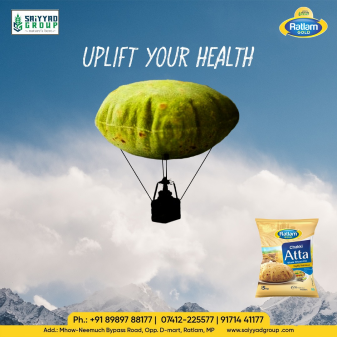 SAIYYAD
GROUP
Ratlam
GOLD
UPLIFT YOUR HEALTH
Ratlam
Chakki
Atta
Ph.: +91 89897 88177 | 07412-225577 | 91714 41177
Add.: Mhow-Neemuch Bypass Road, Opp. D-mart, Ratlam, MP
www.saiyyadgroup.com